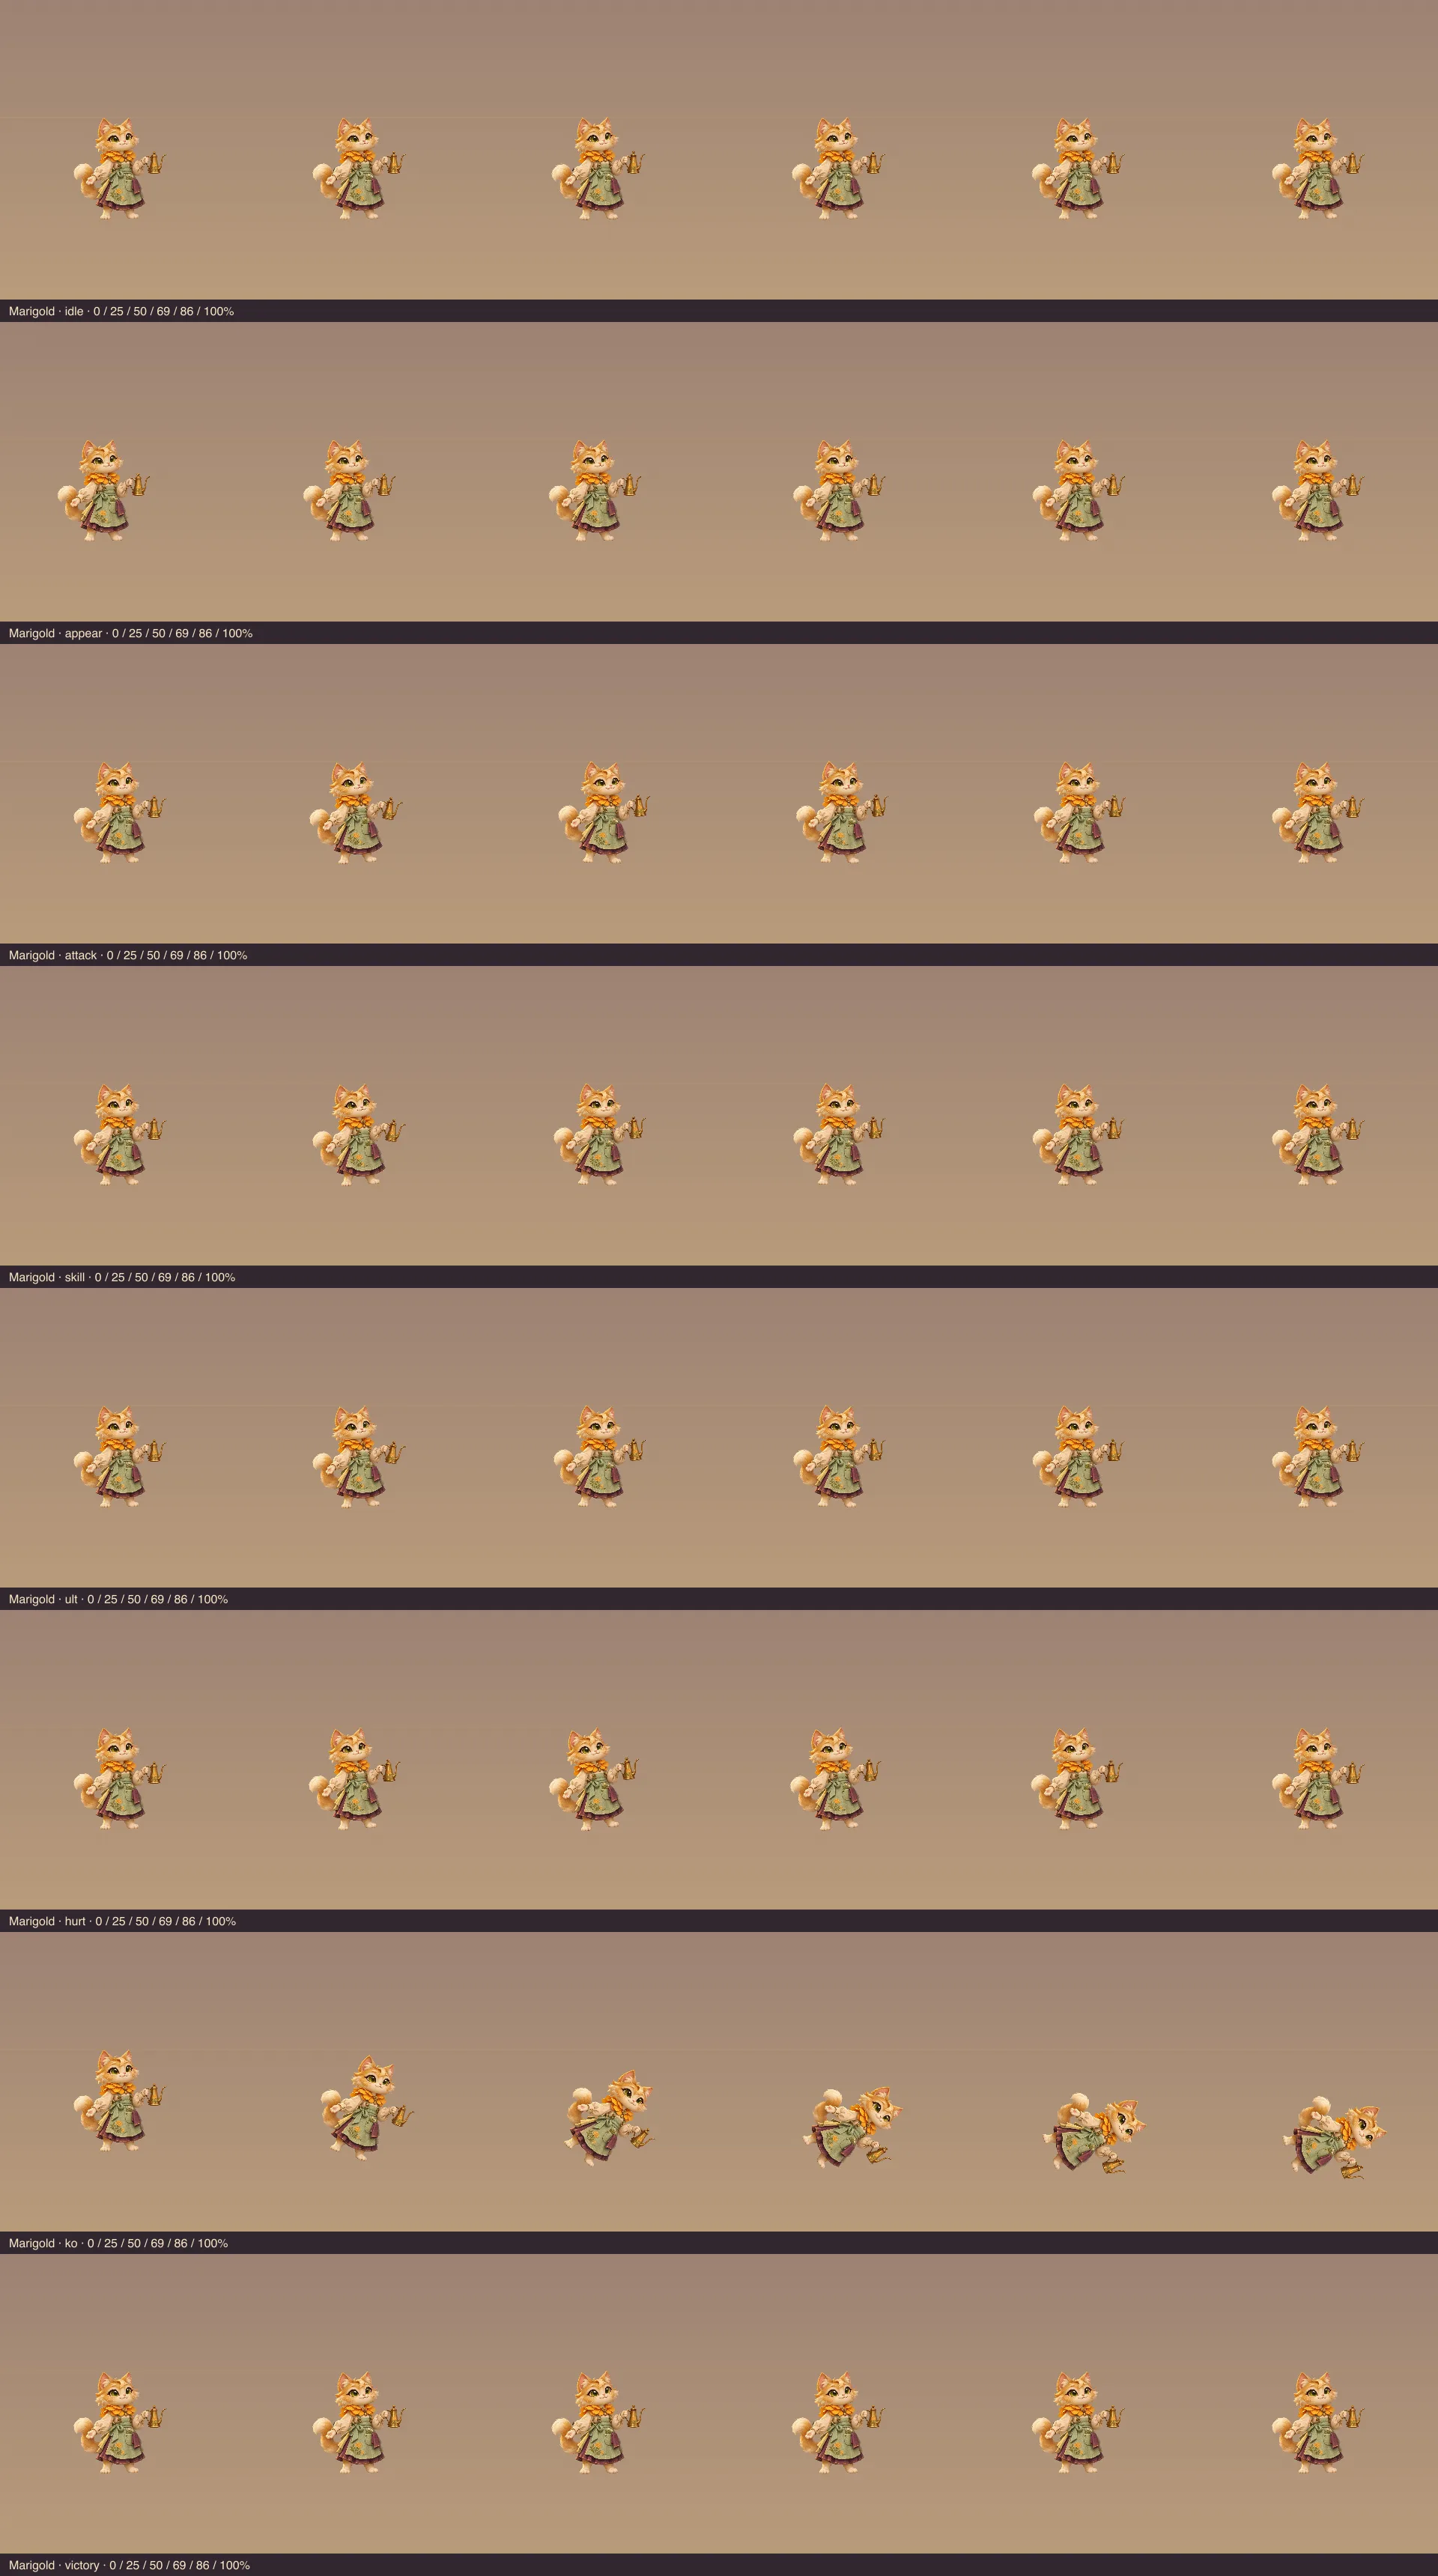 Marigold · idle · 0 / 25 / 50 / 69 / 86 / 100%
Marigold · appear · 0 / 25 / 50 / 69 / 86 / 100%
Marigold · attack · 0 / 25 / 50 / 69 / 86 / 100%
Marigold · skill · 0 / 25 / 50 / 69 / 86 / 100%
Marigold · ult · 0 / 25 / 50 / 69 / 86 / 100%
Marigold · hurt · 0 / 25 / 50 / 69 / 86 / 100%
Marigold · ko · 0 / 25 / 50 / 69 / 86 / 100%
Marigold · victory · 0 / 25 / 50 / 69 / 86 / 100%